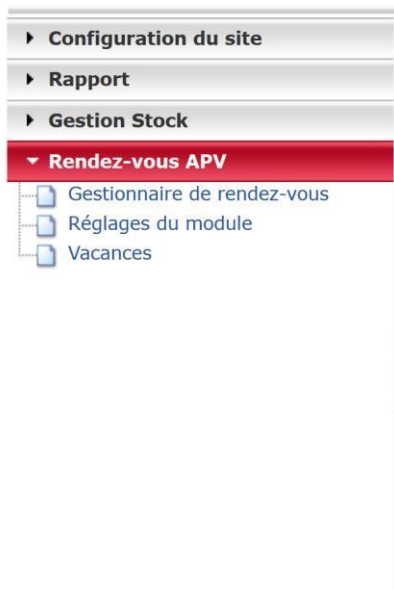 Configuration du site
Rapport
Gestion Stock
Rendez-vous APV
Gestionnaire de rendez-vous
Réglages du module
Vacances